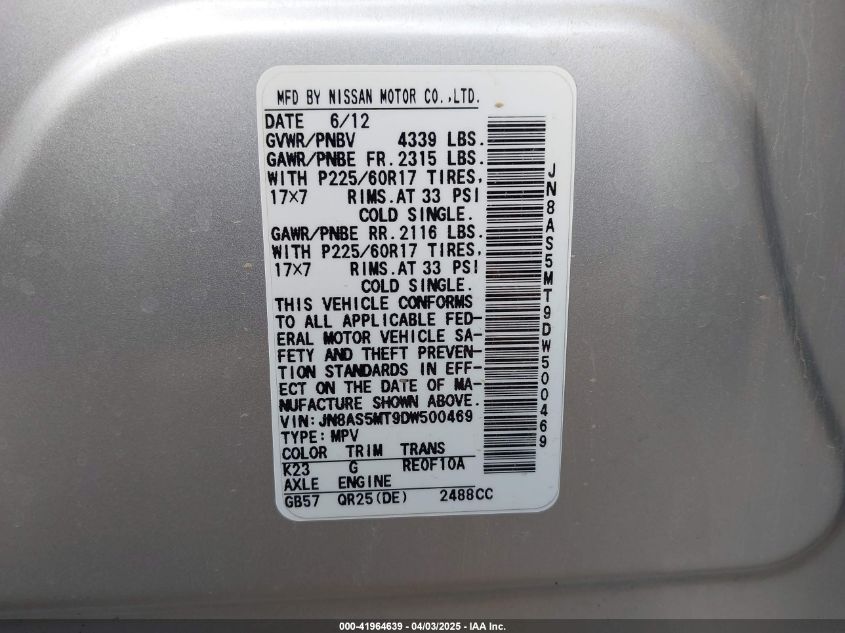 MFD BY NISSAN MOTOR CO.,LTD.
DATE 6/12
GVWR/PNBV 4339 LBS.
GAWR/PNBE FR. 2315 LBS.
WITH P225/60R17 TIRES,
17×7 RIMS.AT 33 PSI
COLD SINGLE.
GAWR/PNBE RR. 2116 LBS.
WITH P225/60R17 TIRES,
17×7 RIMS.AT 33 PSI
COLD SINGLE.
THIS VEHICLE CONFORMS
TO ALL APPLICABLE FED-
ERAL MOTOR VEHICLE SA-
FETY AND THEFT PREVEN-
TION STANDARDS IN EFF-
ECT ON THE DATE OF MA-
NUFACTURE SHOWN ABOVE.
VIN: JN8AS5MT9DW500469
TYPE: MPV
COLOR TRIM TRANS
K23 G RE0F10A
AXLE ENGINE
GB57 QR25(DE) 2488CC
JN8AS5MT9DW500469
000-41964639 - 04/03/2025 - IAA Inc.